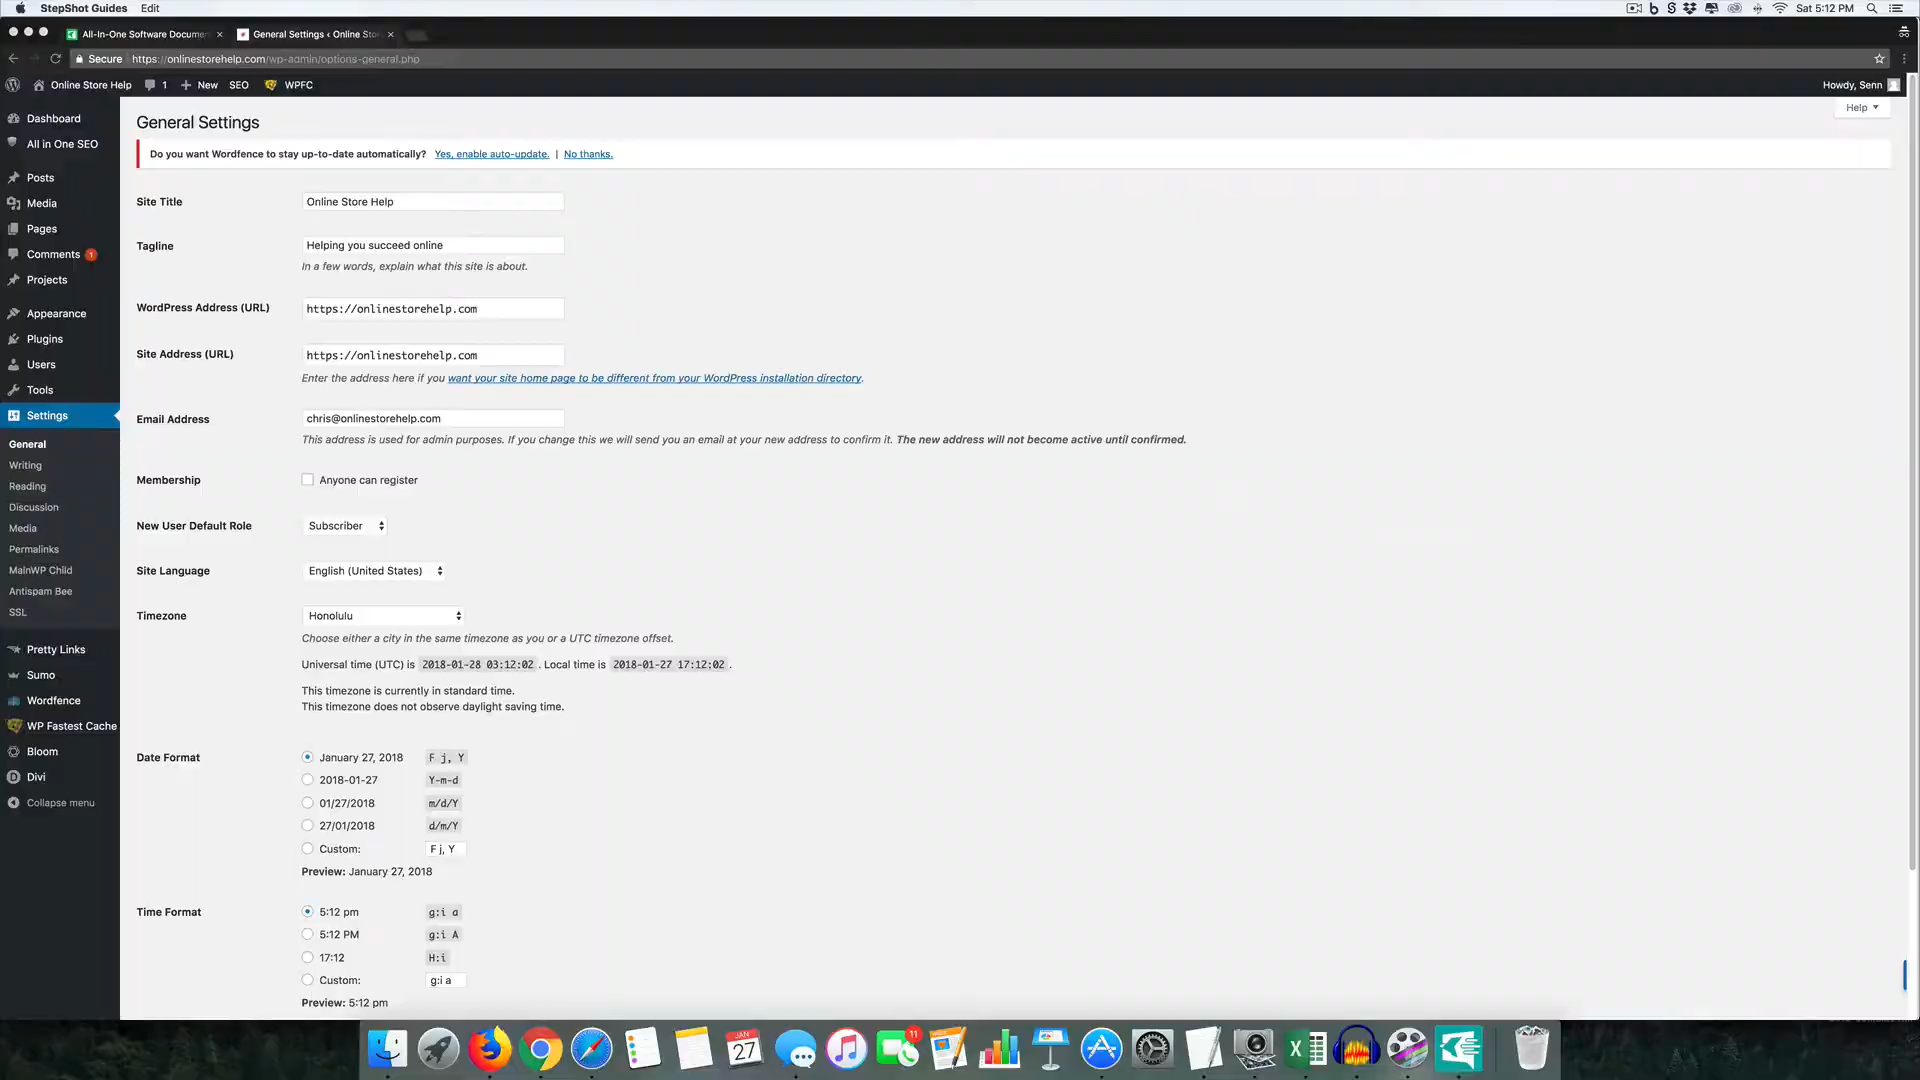 StepShot Guides Edit
Sat 5:12 PM
All-In-One Software Documen
General Settings ‹ Online Sto
Secure https://onlinestorehelp.com/wp-admin/options-general.php
Online Store Help 1 New SEO WPFC
Howdy, Senn
Help
Dashboard
All in One SEO
Posts
Media
Pages
Comments 1
Projects
Appearance
Plugins
Users
Tools
Settings
General
Writing
Reading
Discussion
Media
Permalinks
MainWP Child
Antispam Bee
SSL
Pretty Links
Sumo
Wordfence
WP Fastest Cache
Bloom
Divi
Collapse menu
General Settings
Do you want Wordfence to stay up-to-date automatically? Yes, enable auto-update. | No thanks.
Site Title Online Store Help
Tagline Helping you succeed online
In a few words, explain what this site is about.
WordPress Address (URL) https://onlinestorehelp.com
Site Address (URL) https://onlinestorehelp.com
Enter the address here if you want your site home page to be different from your WordPress installation directory.
Email Address chris@onlinestorehelp.com
This address is used for admin purposes. If you change this we will send you an email at your new address to confirm it. The new address will not become active until confirmed.
Membership Anyone can register
New User Default Role Subscriber
Site Language English (United States)
Timezone Honolulu
Choose either a city in the same timezone as you or a UTC timezone offset.
Universal time (UTC) is 2018-01-28 03:12:02 . Local time is 2018-01-27 17:12:02 .
This timezone is currently in standard time.
This timezone does not observe daylight saving time.
Date Format January 27, 2018 F j, Y
2018-01-27 Y-m-d
01/27/2018 m/d/Y
27/01/2018 d/m/Y
Custom: F j, Y
Preview: January 27, 2018
Time Format 5:12 pm g:i a
5:12 PM g:i A
17:12 H:i
Custom: g:i a
Preview: 5:12 pm
JAN
27
11